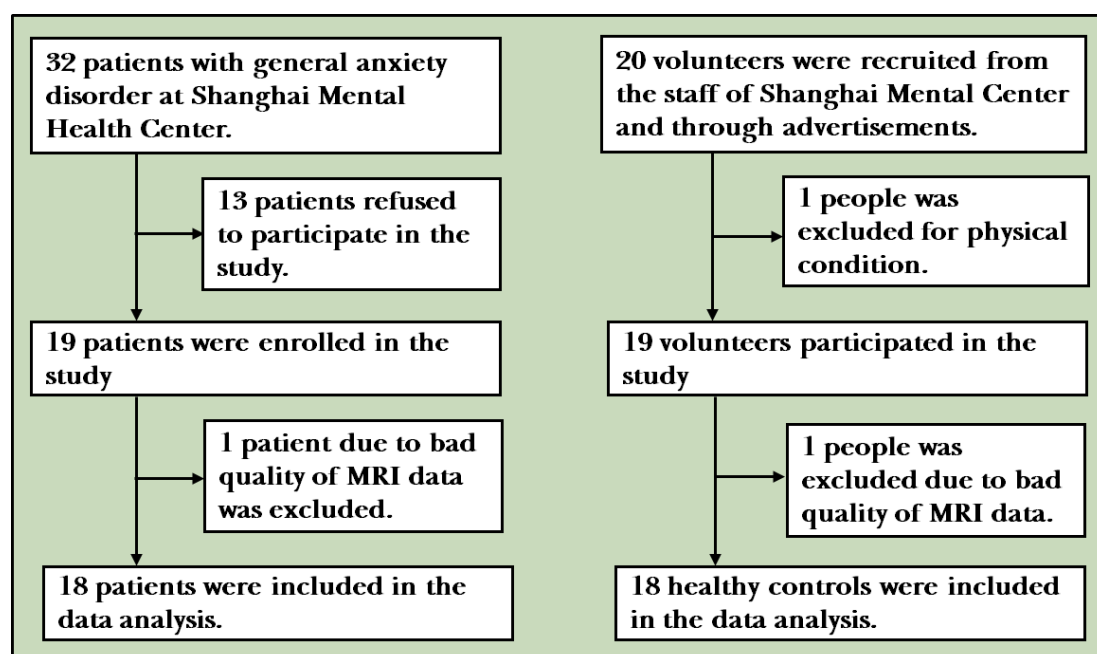 32 patients with general anxiety
disorder at Shanghai Mental
Health Center.
13 patients refused
to participate in the
study.
19 patients were enrolled in the
study
1 patient due to bad
quality of MRI data
was excluded.
18 patients were included in the
data analysis.
20 volunteers were recruited from
the staff of Shanghai Mental Center
and through advertisements.
1 people was
excluded for physical
condition.
19 volunteers participated in the
study
1 people was
excluded due to bad
quality of MRI data.
18 healthy controls were included
in the data analysis.